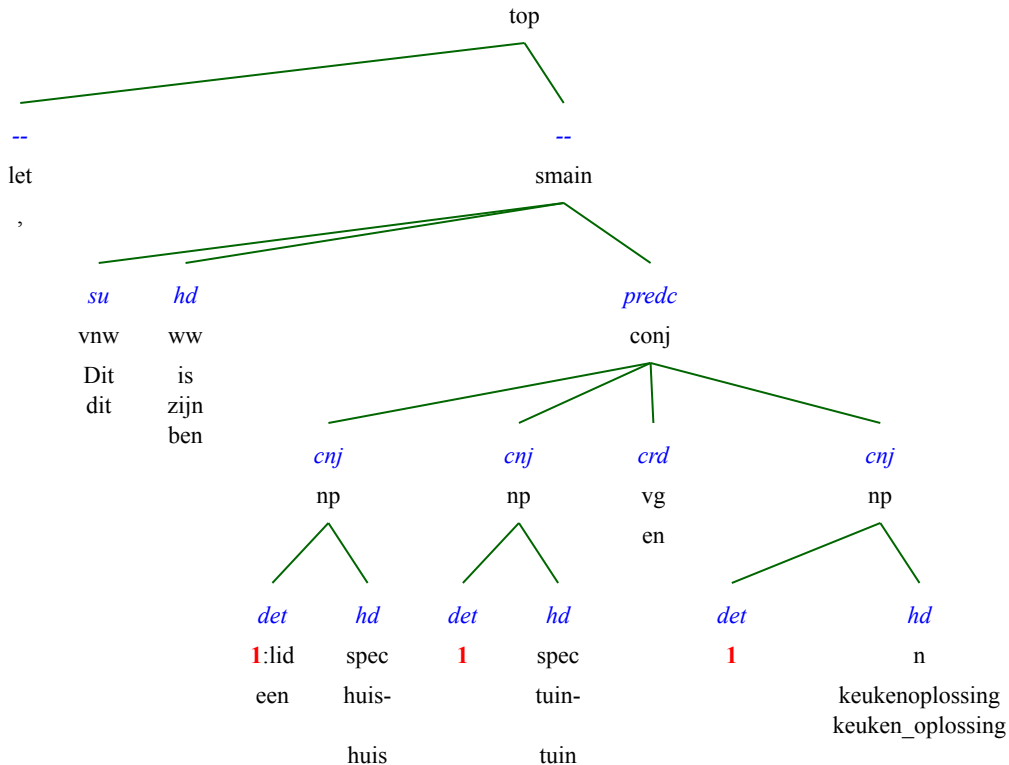 top
-- --
let smain
,
su hd predc
vnw ww conj
Dit is
dit zijn
ben
cnj cnj crd cnj
np np vg np
en
det hd det hd det hd
1:lid spec 1 spec 1 n
een huis- tuin- keukenoplossing
keuken_oplossing
huis tuin